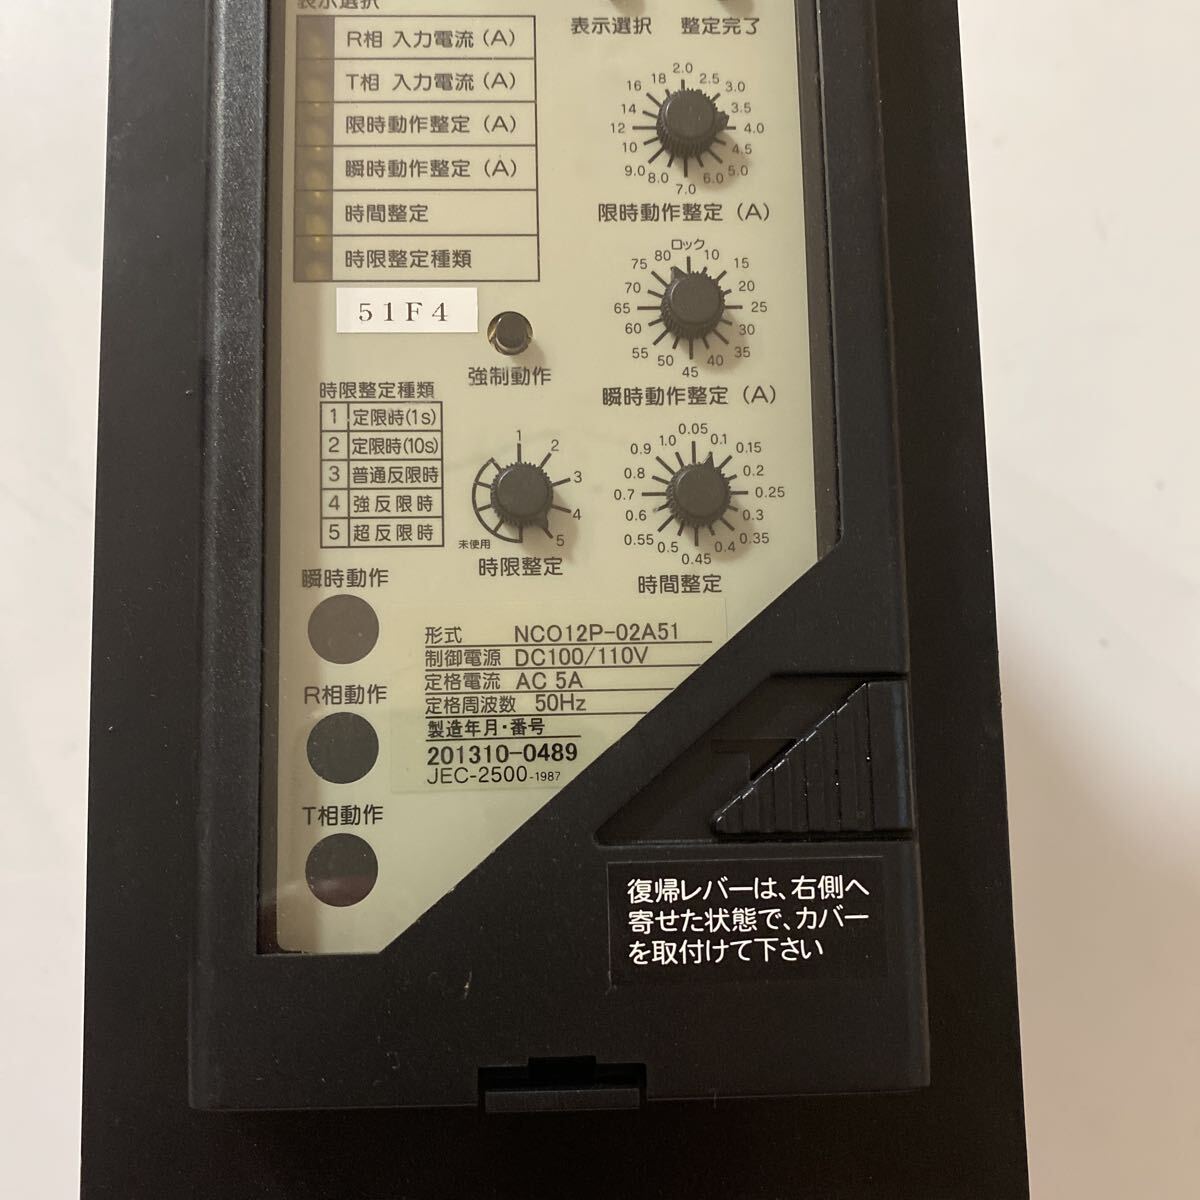 表示選択
R相 入力電流(A)
T相 入力電流(A)
限時動作整定(A)
瞬時動作整定(A)
時間整定
時限整定種類
表示選択 整定完了
2.0 2.5 3.0 3.5 4.0 4.5 5.0 6.0 7.0 8.0 9.0 10 12 14 16 18
限時動作整定(A)
ロック 10 15 20 25 30 35 40 45 50 55 60 65 70 75 80
瞬時動作整定(A)
51F4
強制動作
時限整定種類
1 定限時(1s)
2 定限時(10s)
3 普通反限時
4 強反限時
5 超反限時
1 2 3 4 5
未使用
時限整定
0.05 0.1 0.15 0.2 0.25 0.3 0.35 0.4 0.45 0.5 0.55 0.6 0.7 0.8 0.9 1.0
時間整定
瞬時動作
R相動作
T相動作
形式 NCO12P-02A51
制御電源 DC100/110V
定格電流 AC 5A
定格周波数 50Hz
製造年月・番号
201310-0489
JEC-2500-1987
復帰レバーは、右側へ
寄せた状態で、カバー
を取付けて下さい